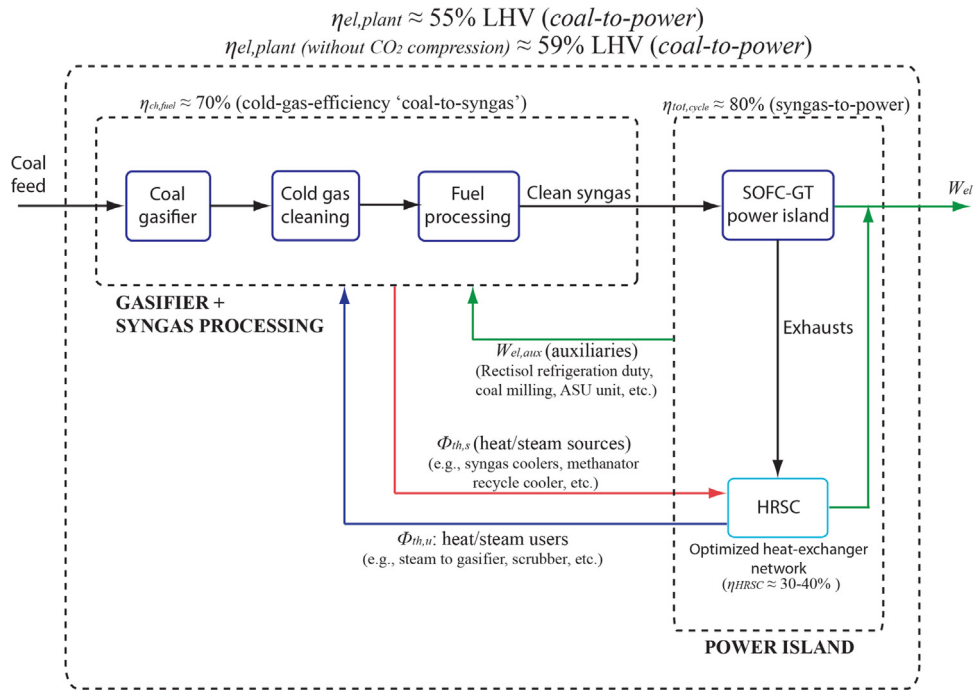 ηel,plant ≈ 55% LHV (coal-to-power)
ηel,plant (without CO2 compression) ≈ 59% LHV (coal-to-power)
ηch,fuel ≈ 70% (cold-gas-efficiency ‘coal-to-syngas’)
ηtot,cycle ≈ 80% (syngas-to-power)
Coal
feed
Coal
gasifier
Cold gas
cleaning
Fuel
processing
Clean syngas
SOFC-GT
power island
Wel
GASIFIER +
SYNGAS PROCESSING
Exhausts
Wel,aux (auxiliaries)
(Rectisol refrigeration duty,
coal milling, ASU unit, etc.)
Φth,s (heat/steam sources)
(e.g., syngas coolers, methanator
recycle cooler, etc.)
HRSC
Φth,u: heat/steam users
(e.g., steam to gasifier, scrubber, etc.)
Optimized heat-exchanger
network
(ηHRSC ≈ 30-40% )
POWER ISLAND